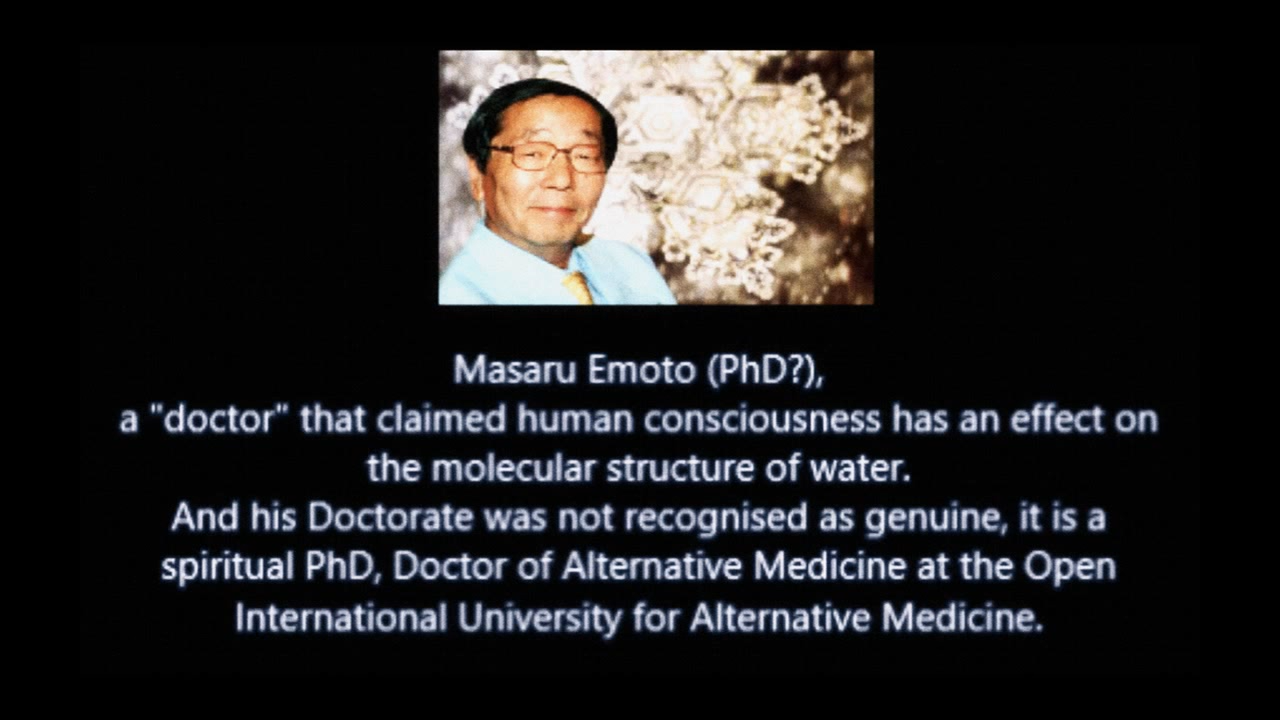 Masaru Emoto (PhD?),
a "doctor" that claimed human consciousness has an effect on
the molecular structure of water.
And his Doctorate was not recognised as genuine, it is a
spiritual PhD, Doctor of Alternative Medicine at the Open
International University for Alternative Medicine.